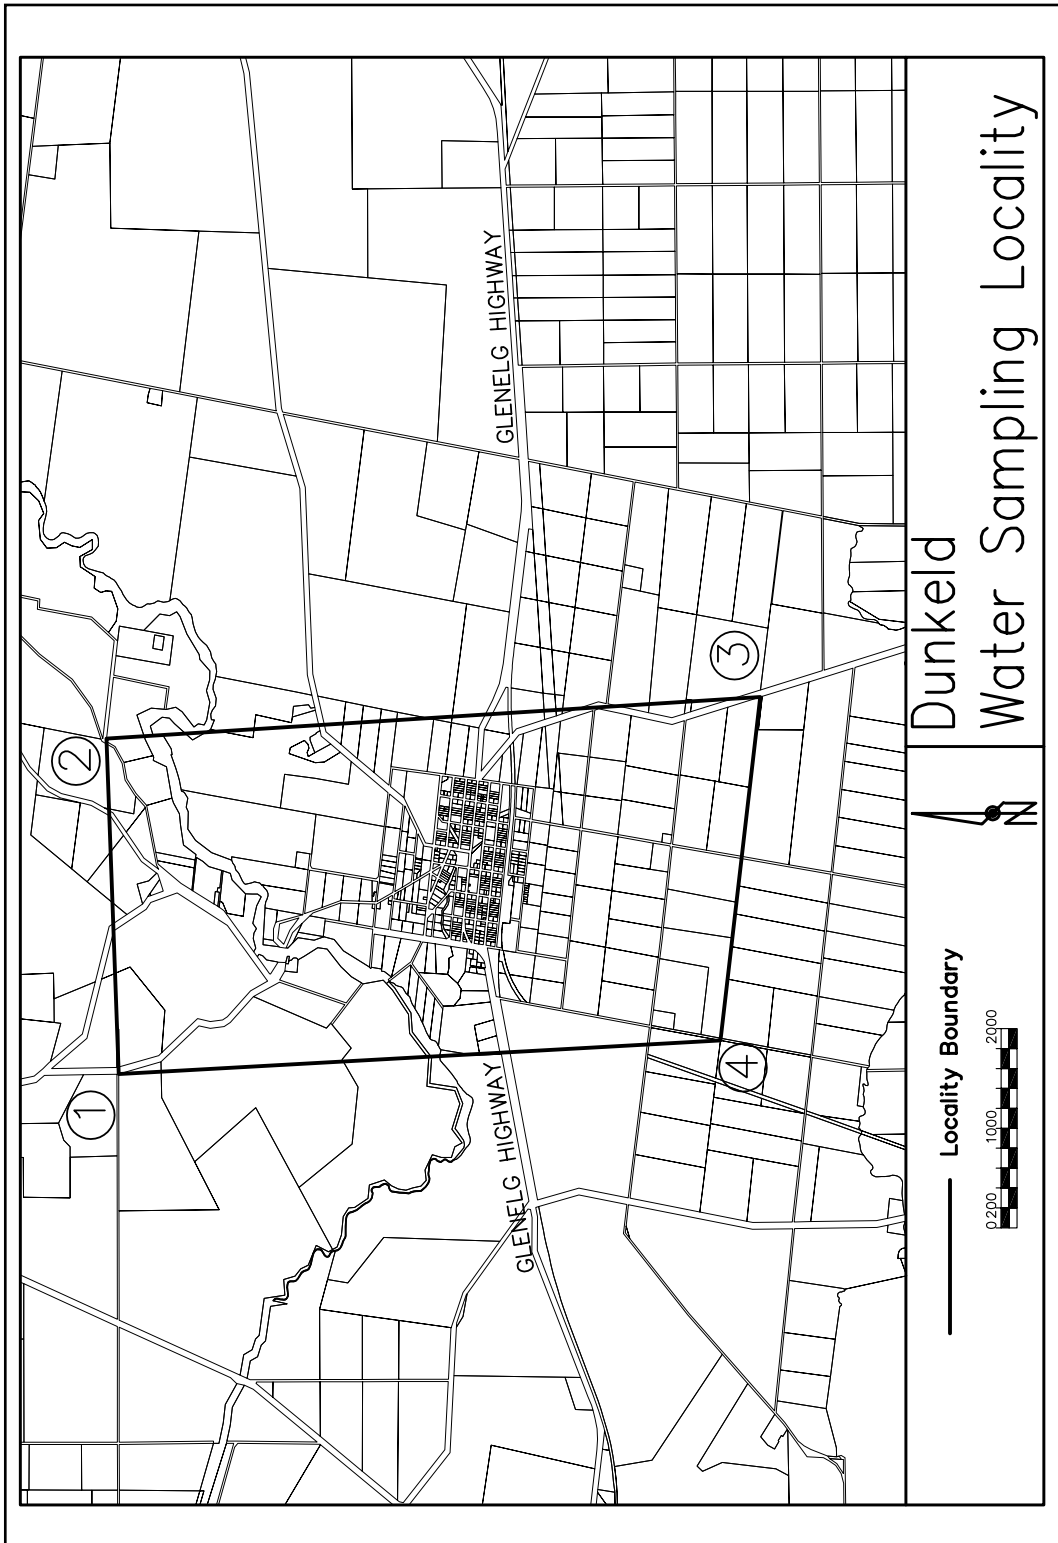 1
2
3
4
GLENELG HIGHWAY
GLENELG HIGHWAY
Dunkeld
Water Sampling Locality
N
Locality Boundary
0 200 1000 2000